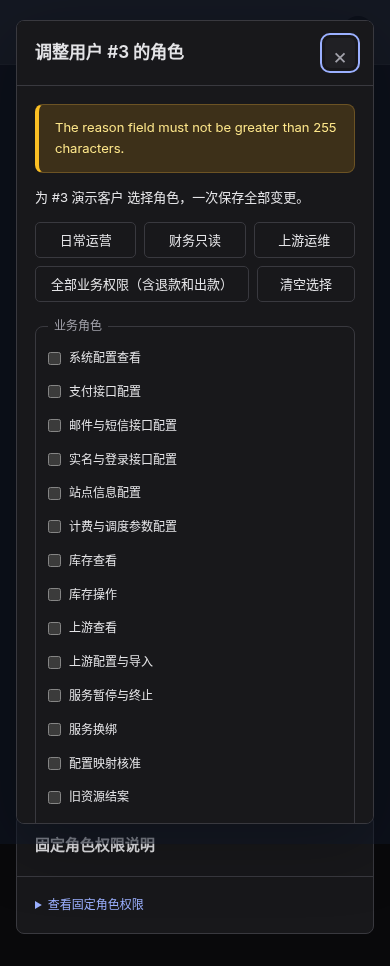 调整用户 #3 的角色
×
The reason field must not be greater than 255
characters.
为 #3 演示客户 选择角色，一次保存全部变更。
日常运营
财务只读
上游运维
全部业务权限（含退款和出款）
清空选择
业务角色
系统配置查看
支付接口配置
邮件与短信接口配置
实名与登录接口配置
站点信息配置
计费与调度参数配置
库存查看
库存操作
上游查看
上游配置与导入
服务暂停与终止
服务换绑
配置映射核准
旧资源结案
固定角色权限说明
查看固定角色权限